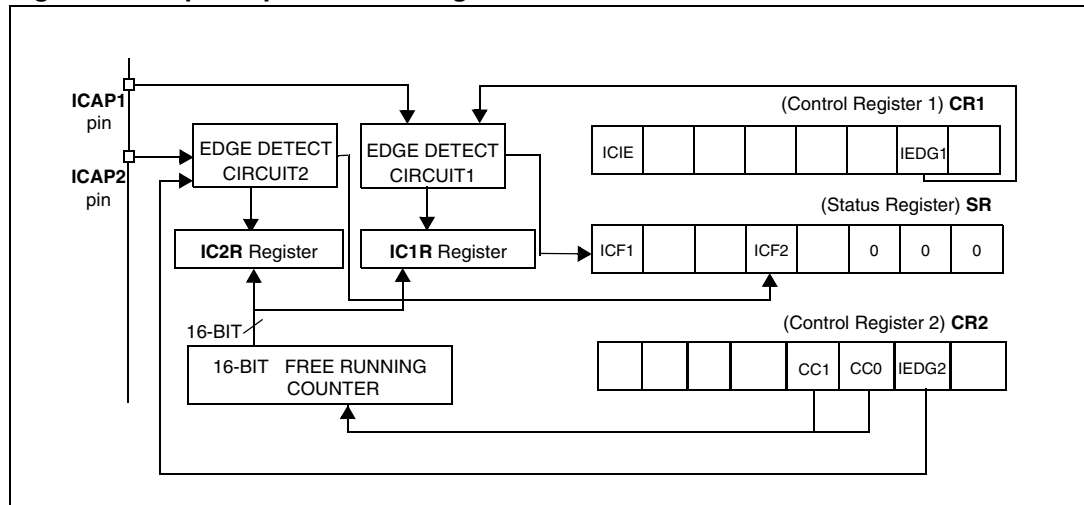 ICAP1
pin
ICAP2
pin
EDGE DETECT
CIRCUIT2
EDGE DETECT
CIRCUIT1
IC2R Register
IC1R Register
16-BIT
16-BIT FREE RUNNING
COUNTER
(Control Register 1) CR1
ICIE IEDG1
(Status Register) SR
ICF1 ICF2 0 0 0
(Control Register 2) CR2
CC1 CC0 IEDG2